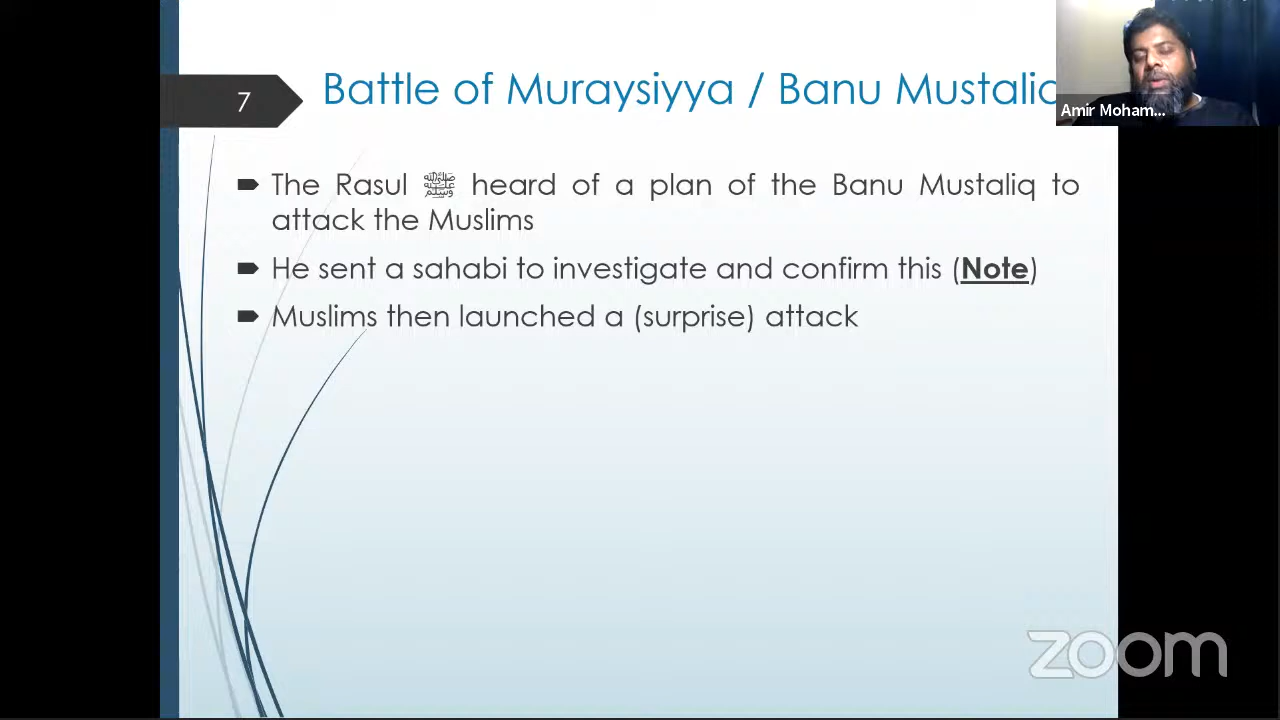 7
Battle of Muraysiyya / Banu Mustaliq
Amir Moham...
The Rasul ﷺ heard of a plan of the Banu Mustaliq to
attack the Muslims
He sent a sahabi to investigate and confirm this (Note)
Muslims then launched a (surprise) attack
zoom